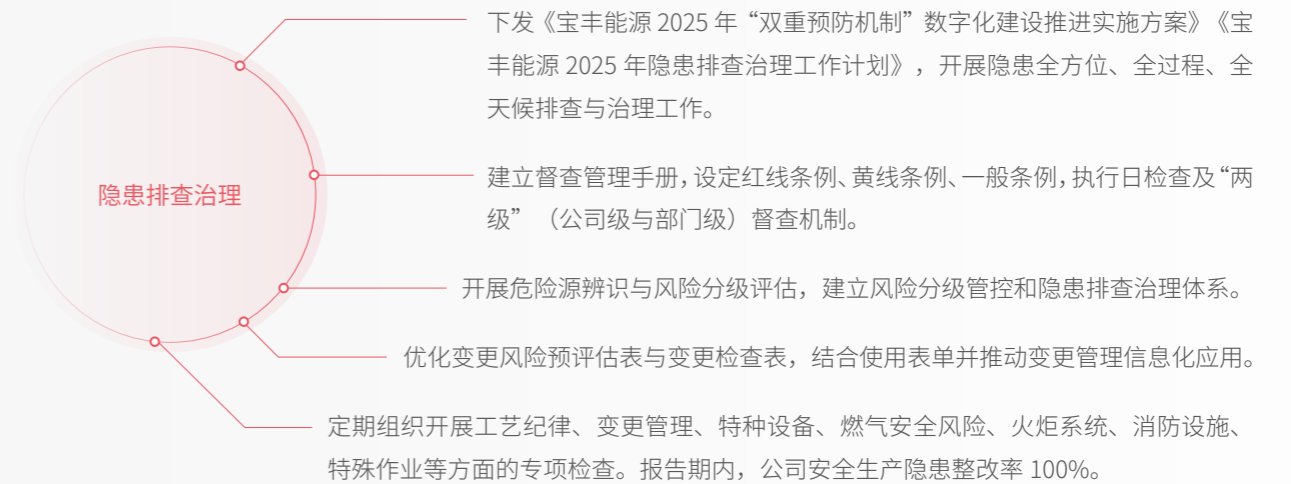 下发《宝丰能源 2025 年“双重预防机制”数字化建设推进实施方案》《宝
丰能源 2025 年隐患排查治理工作计划》，开展隐患全方位、全过程、全
天候排查与治理工作。
建立督查管理手册，设定红线条例、黄线条例、一般条例，执行日检查及“两
级”（公司级与部门级）督查机制。
隐患排查治理
开展危险源辨识与风险分级评估，建立风险分级管控和隐患排查治理体系。
优化变更风险预评估表与变更检查表，结合使用表单并推动变更管理信息化应用。
定期组织开展工艺纪律、变更管理、特种设备、燃气安全风险、火炬系统、消防设施、
特殊作业等方面的专项检查。报告期内，公司安全生产隐患整改率 100%。